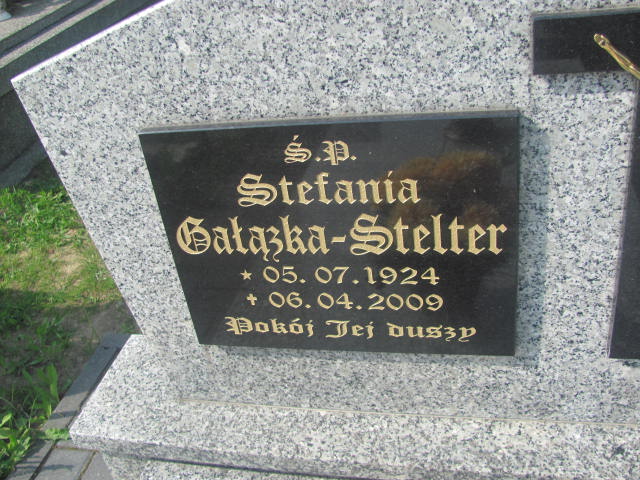 Ś.P.
Stefania
Gałązka-Stelter
* 05.07.1924
✝ 06.04.2009
Pokój Jej duszy